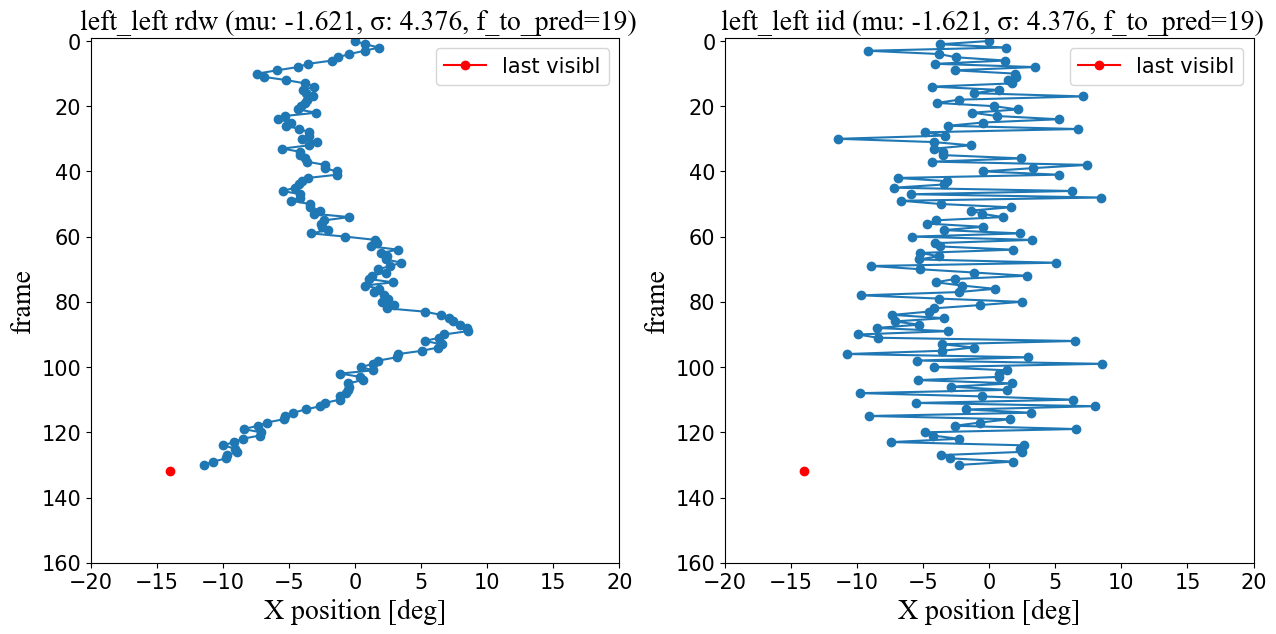 left_left rdw (mu: -1.621, σ: 4.376, f_to_pred=19)
last visibl
frame
0
20
40
60
80
100
120
140
160
−20 −15 −10 −5 0 5 10 15 20
X position [deg]
left_left iid (mu: -1.621, σ: 4.376, f_to_pred=19)
last visibl
frame
0
20
40
60
80
100
120
140
160
−20 −15 −10 −5 0 5 10 15 20
X position [deg]